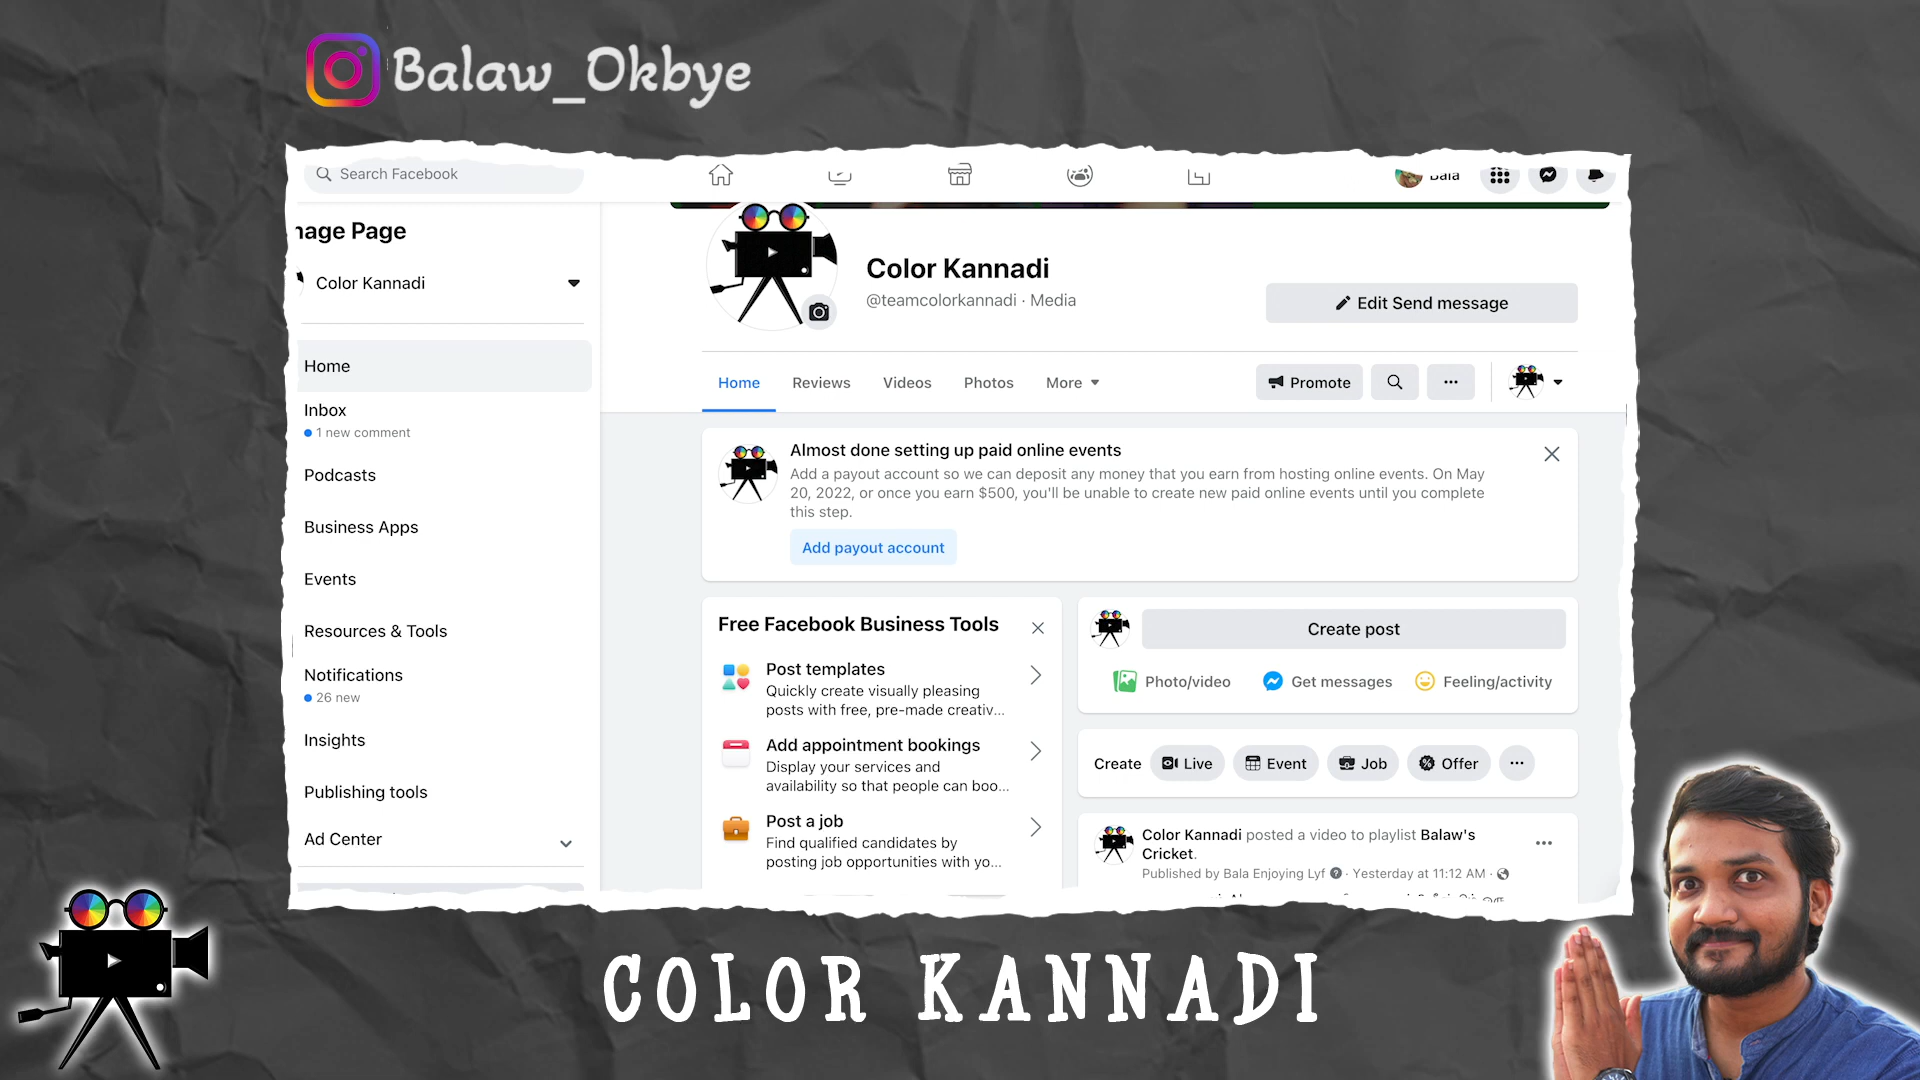 Balaw_Okbye
Search Facebook
Bala
nage Page
Color Kannadi
Home
Inbox
1 new comment
Podcasts
Business Apps
Events
Resources & Tools
Notifications
26 new
Insights
Publishing tools
Ad Center
Color Kannadi
@teamcolorkannadi · Media
Edit Send message
Home Reviews Videos Photos More
Promote
Almost done setting up paid online events
Add a payout account so we can deposit any money that you earn from hosting online events. On May
20, 2022, or once you earn $500, you'll be unable to create new paid online events until you complete
this step.
Add payout account
Free Facebook Business Tools
Post templates
Quickly create visually pleasing
posts with free, pre-made creativ...
Add appointment bookings
Display your services and
availability so that people can boo...
Post a job
Find qualified candidates by
posting job opportunities with yo...
Create post
Photo/video Get messages Feeling/activity
Create Live Event Job Offer
Color Kannadi posted a video to playlist Balaw's
Cricket.
Published by Bala Enjoying Lyf · Yesterday at 11:12 AM ·
COLOR KANNADI